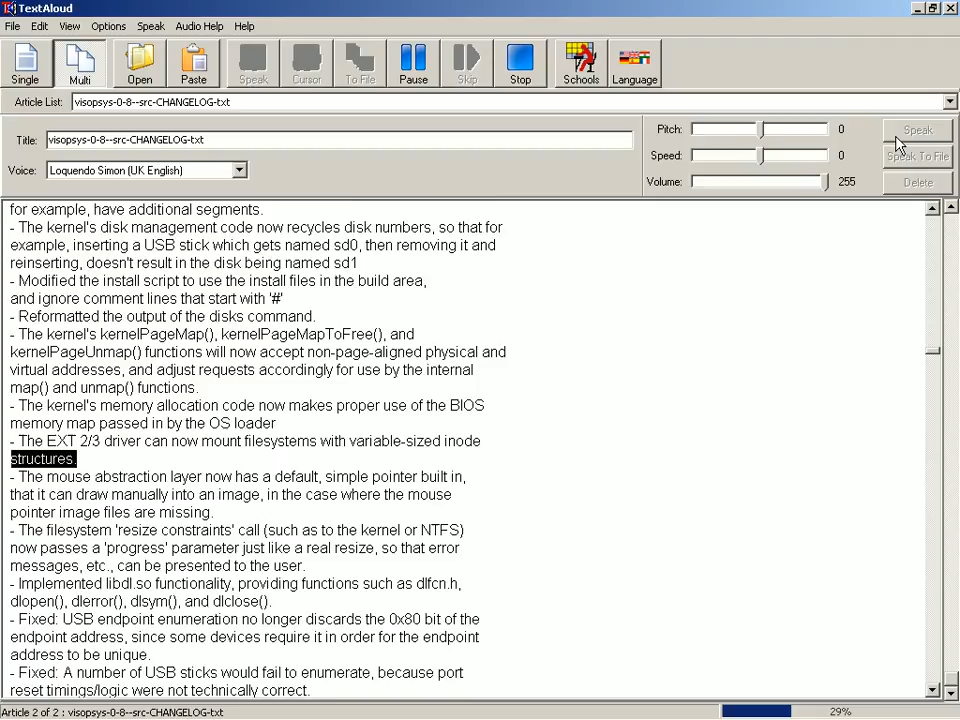 TextAloud
File Edit View Options Speak Audio Help Help
Single Multi Open Paste Speak Cursor To File Pause Skip Stop Schools Language
Article List: visopsys-0-8--src-CHANGELOG-txt
Title: visopsys-0-8--src-CHANGELOG-txt
Voice: Loquendo Simon (UK English)
Pitch: 0 Speak
Speed: 0 Speak To File
Volume: 255 Delete
for example, have additional segments.
- The kernel's disk management code now recycles disk numbers, so that for
example, inserting a USB stick which gets named sd0, then removing it and
reinserting, doesn't result in the disk being named sd1
- Modified the install script to use the install files in the build area,
and ignore comment lines that start with '#'
- Reformatted the output of the disks command.
- The kernel's kernelPageMap(), kernelPageMapToFree(), and
kernelPageUnmap() functions will now accept non-page-aligned physical and
virtual addresses, and adjust requests accordingly for use by the internal
map() and unmap() functions.
- The kernel's memory allocation code now makes proper use of the BIOS
memory map passed in by the OS loader
- The EXT 2/3 driver can now mount filesystems with variable-sized inode
structures.
- The mouse abstraction layer now has a default, simple pointer built in,
that it can draw manually into an image, in the case where the mouse
pointer image files are missing.
- The filesystem 'resize constraints' call (such as to the kernel or NTFS)
now passes a 'progress' parameter just like a real resize, so that error
messages, etc., can be presented to the user.
- Implemented libdl.so functionality, providing functions such as dlfcn.h,
dlopen(), dlerror(), dlsym(), and dlclose().
- Fixed: USB endpoint enumeration no longer discards the 0x80 bit of the
endpoint address, since some devices require it in order for the endpoint
address to be unique.
- Fixed: A number of USB sticks would fail to enumerate, because port
reset timings/logic were not technically correct.
Article 2 of 2 : visopsys-0-8--src-CHANGELOG-txt 29%